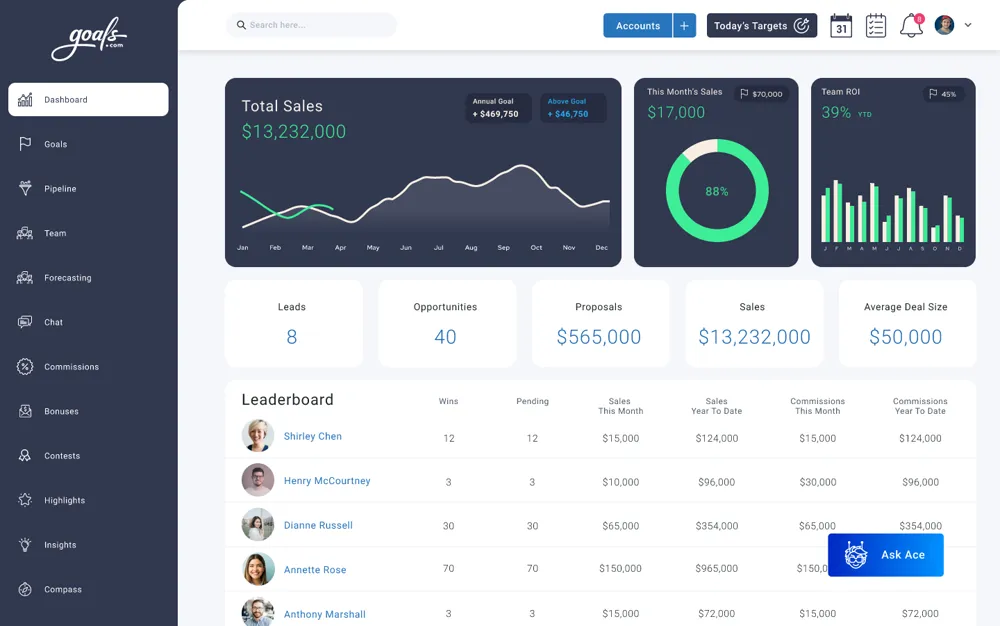 goals
.com
Search here...
Accounts +
Today's Targets
31
8
Dashboard
Goals
Pipeline
Team
Forecasting
Chat
Commissions
Bonuses
Contests
Highlights
Insights
Compass
Total Sales
$13,232,000
Annual Goal
+ $469,750
Above Goal
+ $46,750
Jan Feb Mar Apr May Jun Jul Aug Sep Oct Nov Dec
This Month's Sales
$70,000
$17,000
88%
Team ROI
45%
39% YTD
J F M A M J J A S O N D
Leads
8
Opportunities
40
Proposals
$565,000
Sales
$13,232,000
Average Deal Size
$50,000
Leaderboard
Wins
Pending
Sales
This Month
Sales
Year To Date
Commissions
This Month
Commissions
Year To Date
Shirley Chen 12 12 $15,000 $124,000 $15,000 $124,000
Henry McCourtney 3 3 $10,000 $96,000 $30,000 $96,000
Dianne Russell 30 30 $65,000 $354,000 $65,000 $354,000
Annette Rose 70 70 $150,000 $965,000 $150,0
Ask Ace
Anthony Marshall 3 3 $15,000 $72,000 $15,000 $72,000